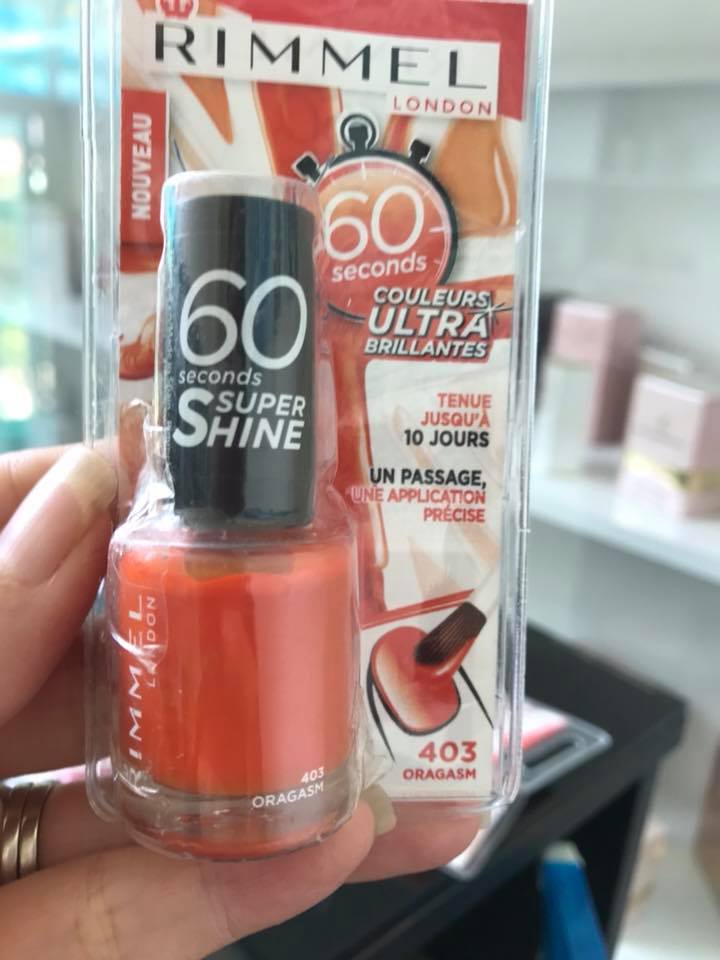 RIMMEL
LONDON
NOUVEAU
60
seconds
COULEURS
ULTRA
BRILLANTES
TENUE
JUSQU'À
10 JOURS
UN PASSAGE,
UNE APPLICATION
PRÉCISE
403
ORAGASM
60
seconds
SUPER
SHINE
RIMMEL
LONDON
403
ORAGASM